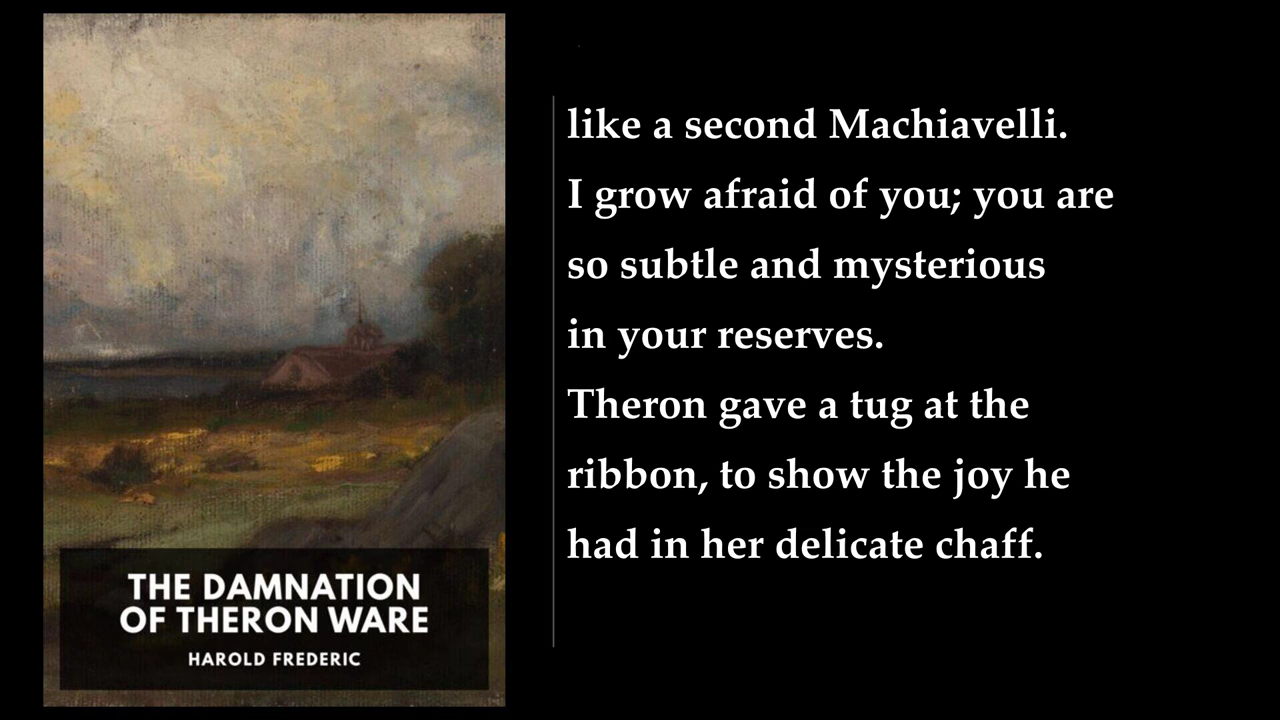 like a second Machiavelli.
I grow afraid of you; you are
so subtle and mysterious
in your reserves.
Theron gave a tug at the
ribbon, to show the joy he
had in her delicate chaff.
THE DAMNATION
OF THERON WARE
HAROLD FREDERIC